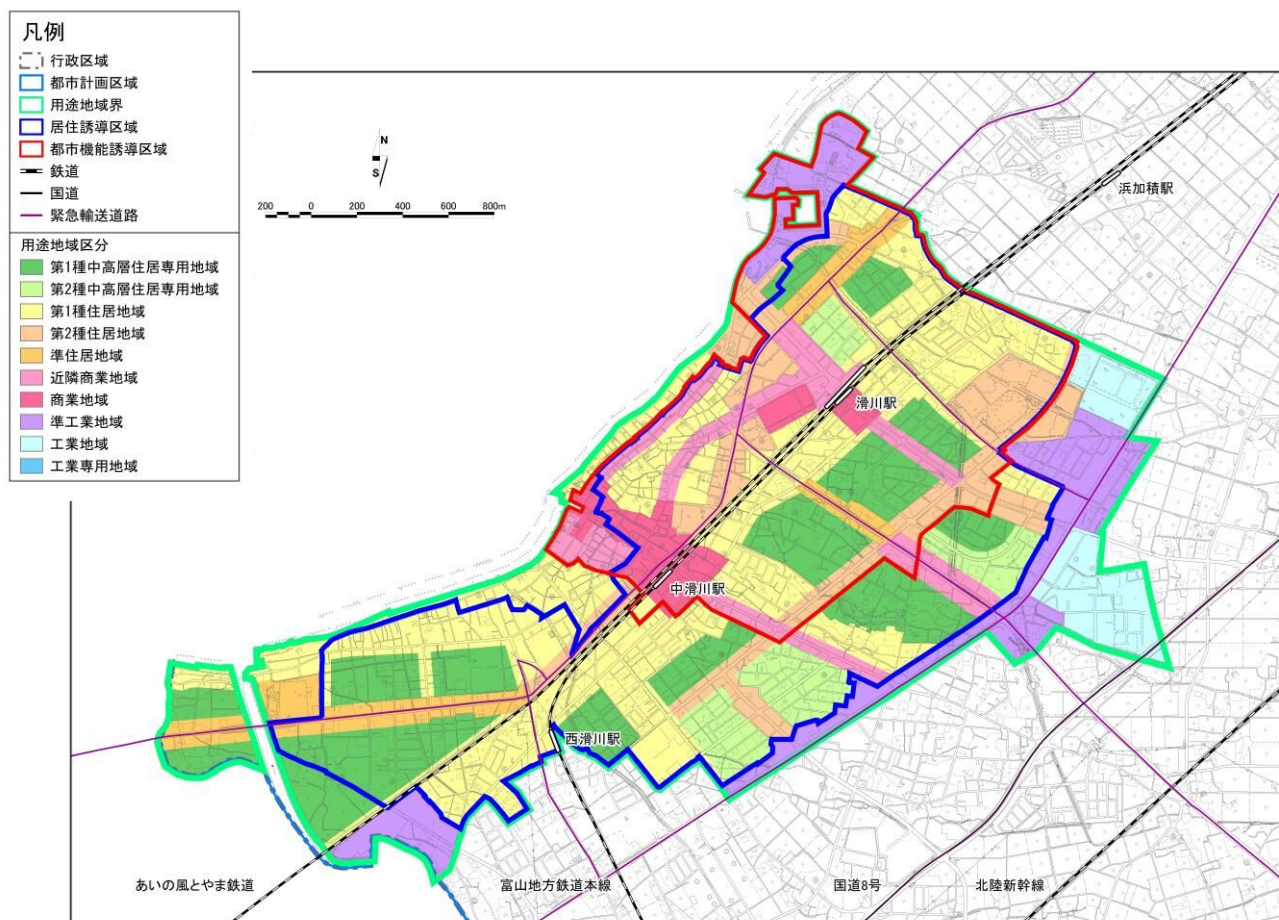 凡例
行政区域
都市計画区域
用途地域界
居住誘導区域
都市機能誘導区域
鉄道
国道
緊急輸送道路
用途地域区分
第1種中高層住居専用地域
第2種中高層住居専用地域
第1種住居地域
第2種住居地域
準住居地域
近隣商業地域
商業地域
準工業地域
工業地域
工業専用地域
N
S
200 0 200 400 600 800m
浜加積駅
滑川駅
中滑川駅
西滑川駅
あいの風とやま鉄道
富山地方鉄道本線
国道8号
北陸新幹線